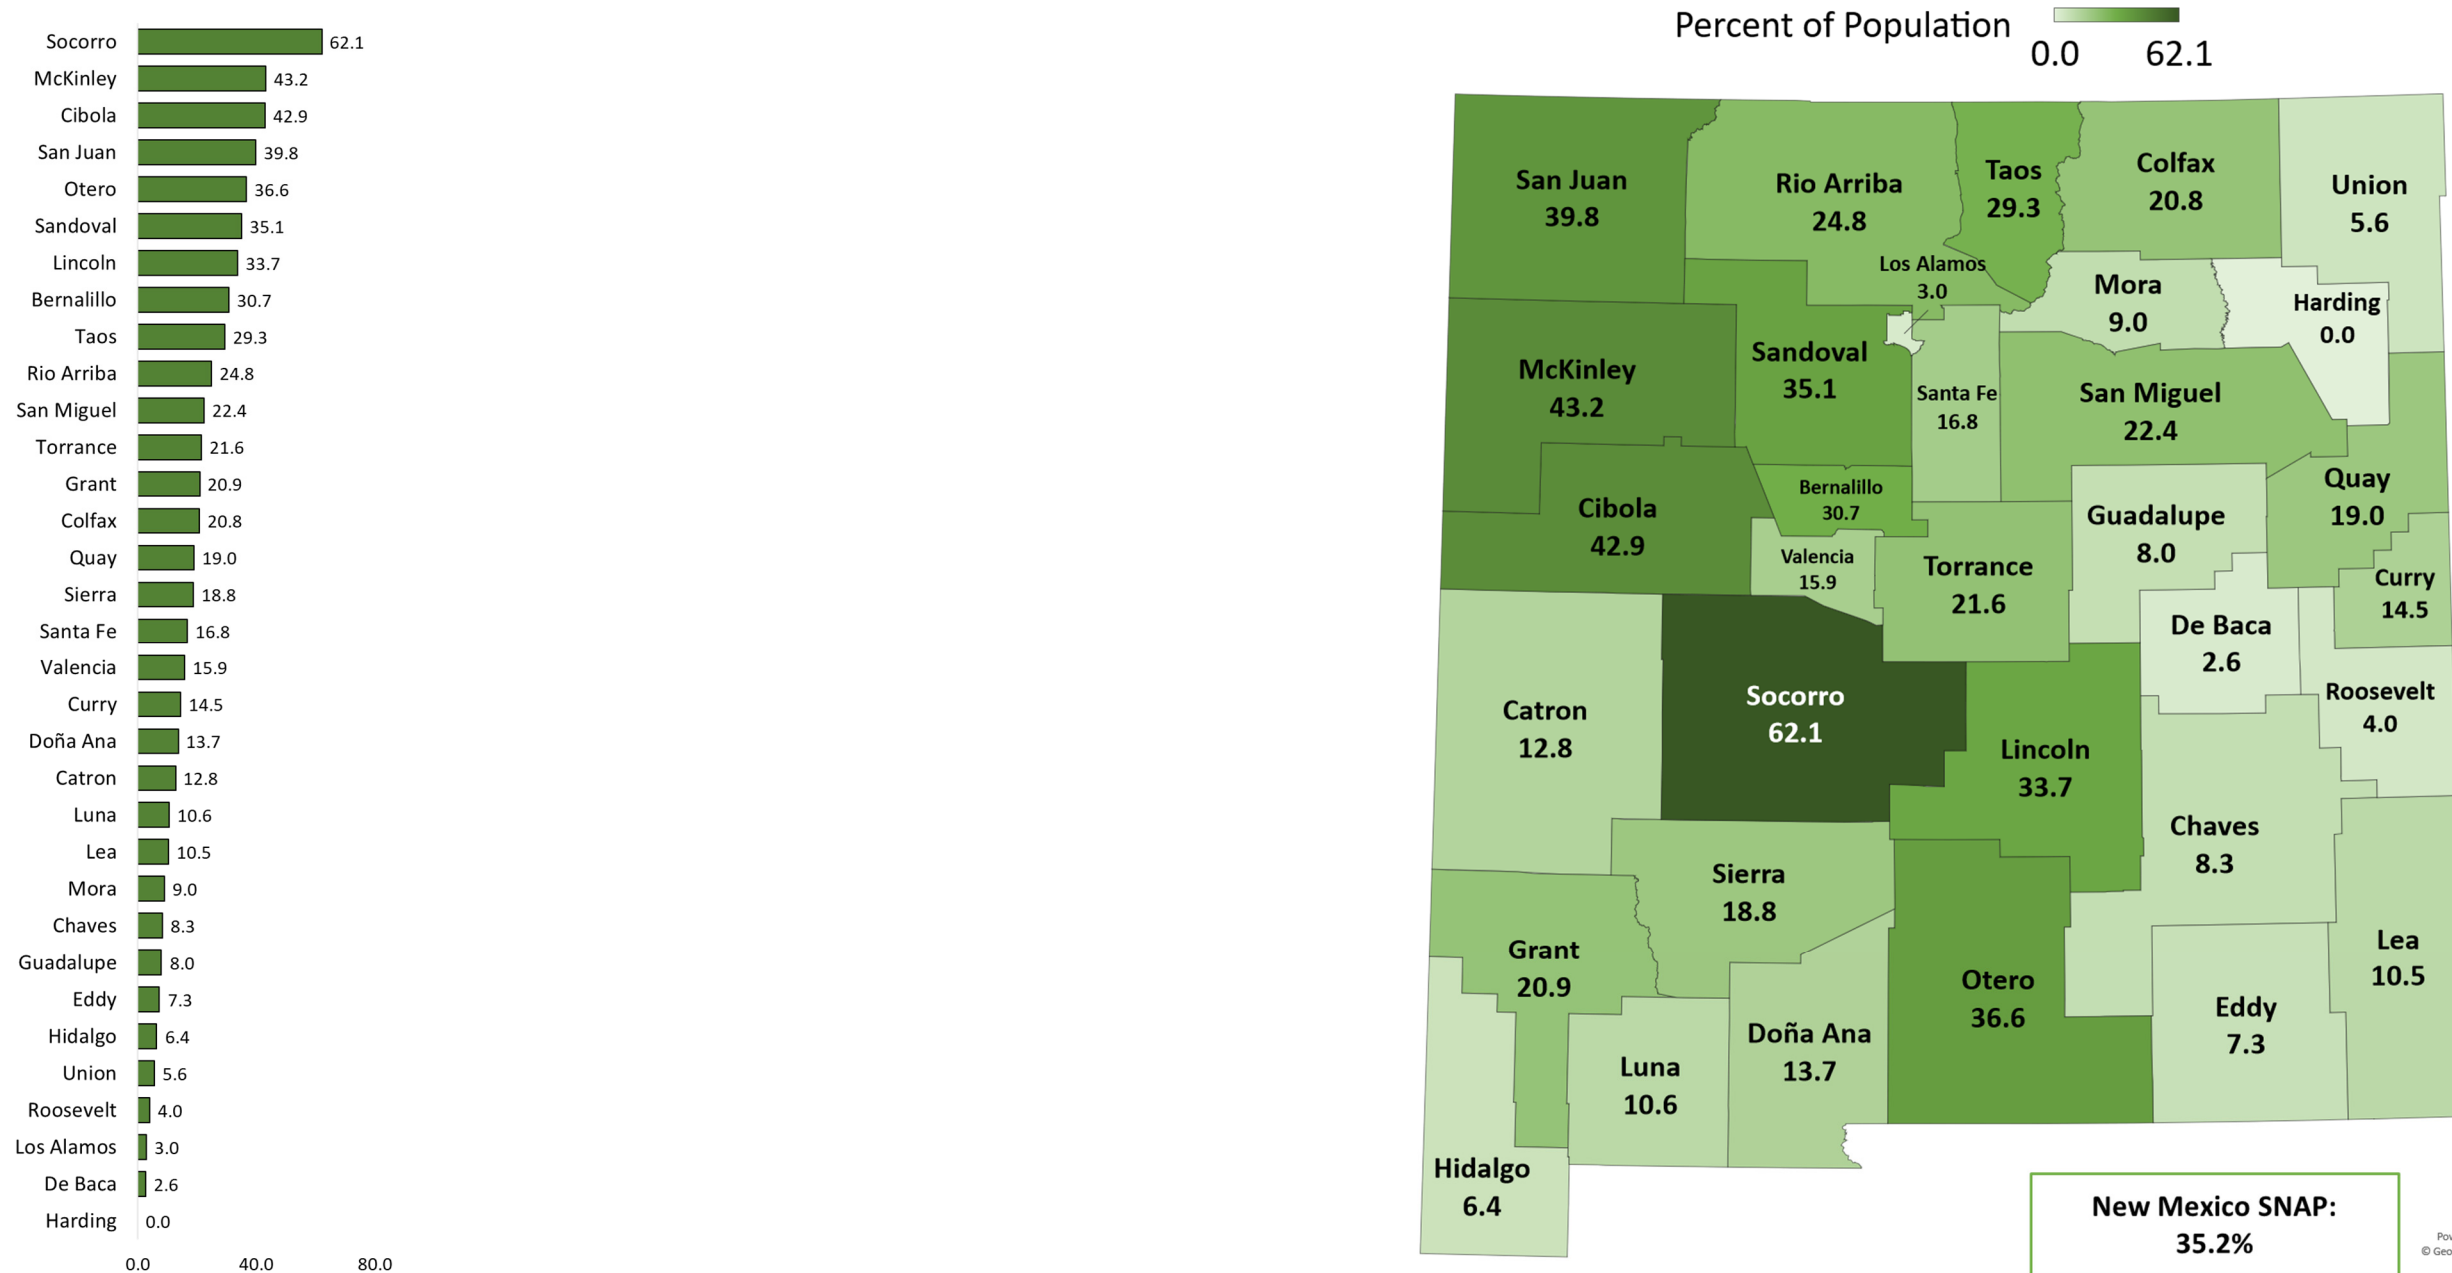 Socorro 62.1
McKinley 43.2
Cibola 42.9
San Juan 39.8
Otero 36.6
Sandoval 35.1
Lincoln 33.7
Bernalillo 30.7
Taos 29.3
Rio Arriba 24.8
San Miguel 22.4
Torrance 21.6
Grant 20.9
Colfax 20.8
Quay 19.0
Sierra 18.8
Santa Fe 16.8
Valencia 15.9
Curry 14.5
Doña Ana 13.7
Catron 12.8
Luna 10.6
Lea 10.5
Mora 9.0
Chaves 8.3
Guadalupe 8.0
Eddy 7.3
Hidalgo 6.4
Union 5.6
Roosevelt 4.0
Los Alamos 3.0
De Baca 2.6
Harding 0.0
0.0 40.0 80.0
Percent of Population
0.0 62.1
San Juan
39.8
Rio Arriba
24.8
Taos
29.3
Colfax
20.8
Union
5.6
Los Alamos
3.0
Mora
9.0
Harding
0.0
McKinley
43.2
Sandoval
35.1
Santa Fe
16.8
San Miguel
22.4
Quay
19.0
Cibola
42.9
Bernalillo
30.7
Guadalupe
8.0
Valencia
15.9
Torrance
21.6
Curry
14.5
De Baca
2.6
Catron
12.8
Socorro
62.1
Roosevelt
4.0
Lincoln
33.7
Chaves
8.3
Sierra
18.8
Grant
20.9
Otero
36.6
Lea
10.5
Eddy
7.3
Doña Ana
13.7
Luna
10.6
Hidalgo
6.4
New Mexico SNAP:
35.2%
© Geo